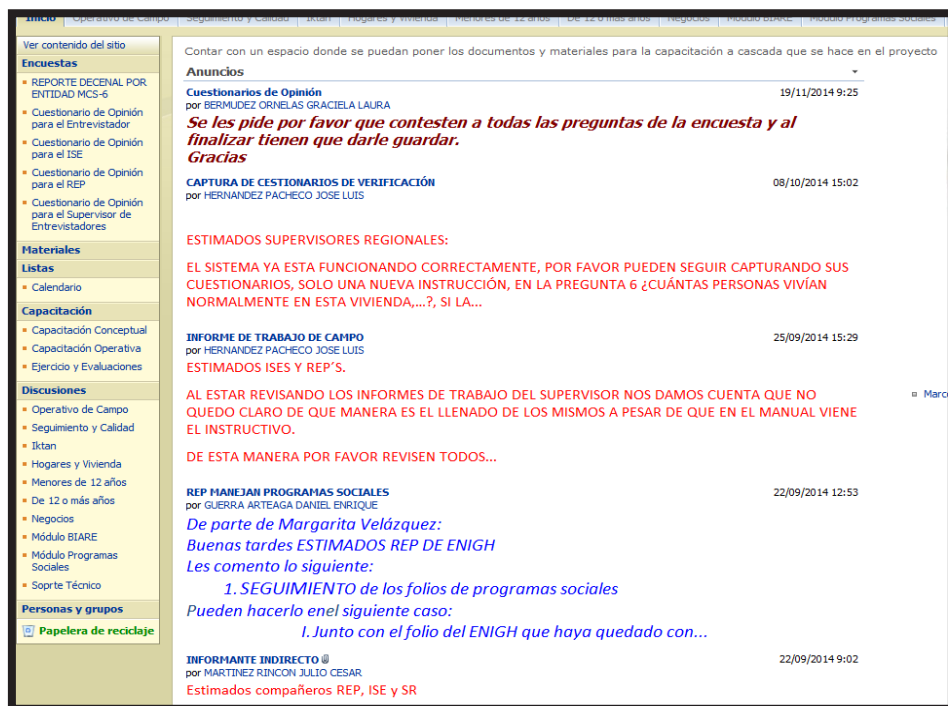 Inicio Operativo de Campo Seguimiento y Calidad Iktan Hogares y Vivienda Menores de 12 años De 12 o más años Negocios Módulo BIARE Módulo Programas Sociales
Ver contenido del sitio
Encuestas
REPORTE DECENAL POR
ENTIDAD MCS-6
Cuestionario de Opinión
para el Entrevistador
Cuestionario de Opinión
para el ISE
Cuestionario de Opinión
para el REP
Cuestionario de Opinión
para el Supervisor de
Entrevistadores
Materiales
Listas
Calendario
Capacitación
Capacitación Conceptual
Capacitación Operativa
Ejercicio y Evaluaciones
Discusiones
Operativo de Campo
Seguimiento y Calidad
Iktan
Hogares y Vivienda
Menores de 12 años
De 12 o más años
Negocios
Módulo BIARE
Módulo Programas
Sociales
Soprte Técnico
Personas y grupos
Papelera de reciclaje
Contar con un espacio donde se puedan poner los documentos y materiales para la capacitación a cascada que se hace en el proyecto
Anuncios
Cuestionarios de Opinión 19/11/2014 9:25
por BERMUDEZ ORNELAS GRACIELA LAURA
Se les pide por favor que contesten a todas las preguntas de la encuesta y al
finalizar tienen que darle guardar.
Gracias
CAPTURA DE CESTIONARIOS DE VERIFICACIÓN 08/10/2014 15:02
por HERNANDEZ PACHECO JOSE LUIS
ESTIMADOS SUPERVISORES REGIONALES:
EL SISTEMA YA ESTA FUNCIONANDO CORRECTAMENTE, POR FAVOR PUEDEN SEGUIR CAPTURANDO SUS
CUESTIONARIOS, SOLO UNA NUEVA INSTRUCCIÓN, EN LA PREGUNTA 6 ¿CUÁNTAS PERSONAS VIVÍAN
NORMALMENTE EN ESTA VIVIENDA,...?, SI LA...
INFORME DE TRABAJO DE CAMPO 25/09/2014 15:29
por HERNANDEZ PACHECO JOSE LUIS
ESTIMADOS ISES Y REP´S.
AL ESTAR REVISANDO LOS INFORMES DE TRABAJO DEL SUPERVISOR NOS DAMOS CUENTA QUE NO
QUEDO CLARO DE QUE MANERA ES EL LLENADO DE LOS MISMOS A PESAR DE QUE EN EL MANUAL VIENE
EL INSTRUCTIVO.
DE ESTA MANERA POR FAVOR REVISEN TODOS...
REP MANEJAN PROGRAMAS SOCIALES 22/09/2014 12:53
por GUERRA ARTEAGA DANIEL ENRIQUE
De parte de Margarita Velázquez:
Buenas tardes ESTIMADOS REP DE ENIGH
Les comento lo siguiente:
1. SEGUIMIENTO de los folios de programas sociales
Pueden hacerlo enel siguiente caso:
I. Junto con el folio del ENIGH que haya quedado con...
INFORMANTE INDIRECTO 22/09/2014 9:02
por MARTINEZ RINCON JULIO CESAR
Estimados compañeros REP, ISE y SR